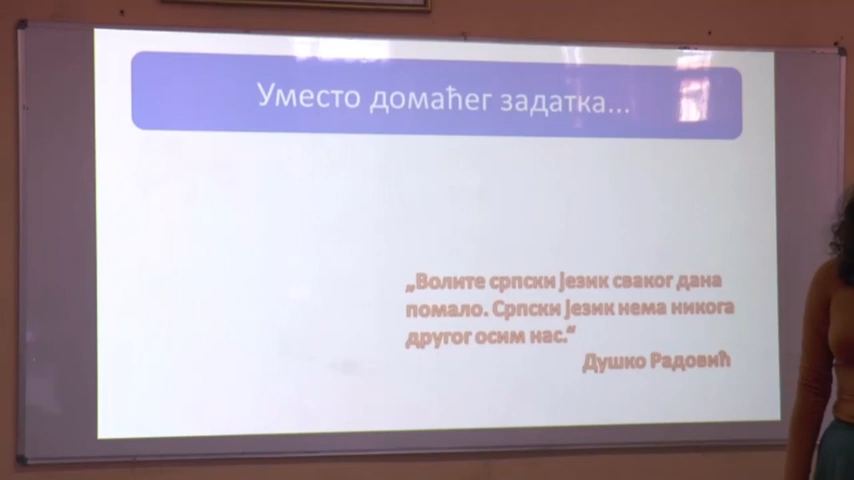 Уместо домаћег задатка...
„Волите српски језик сваког дана
помало. Српски језик нема никога
другог осим нас.“
Душко Радовић